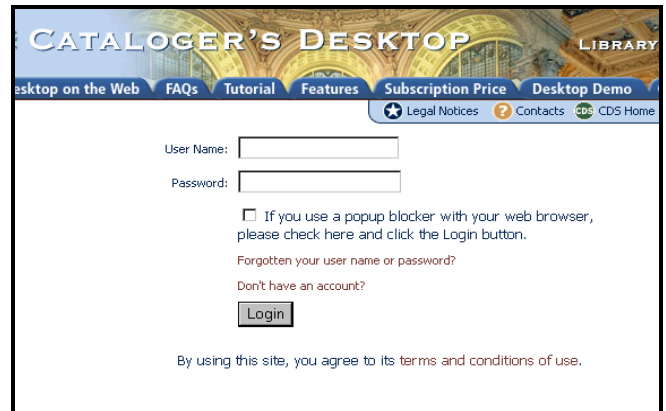 CATALOGER'S DESKTOP LIBRARY
esktop on the Web FAQs Tutorial Features Subscription Price Desktop Demo
Legal Notices Contacts CDS CDS Home
User Name:
Password:
If you use a popup blocker with your web browser,
please check here and click the Login button.
Forgotten your user name or password?
Don't have an account?
Login
By using this site, you agree to its terms and conditions of use.